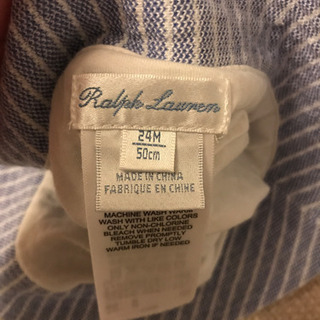 Ralph Lauren
24M
50cm
MADE IN CHINA
FABRIQUE EN CHINE
MACHINE WASH WARM
WASH WITH LIKE COLORS
ONLY NON-CHLORINE
BLEACH WHEN NEEDED
REMOVE PROMPTLY
TUMBLE DRY LOW
WARM IRON IF NEEDED